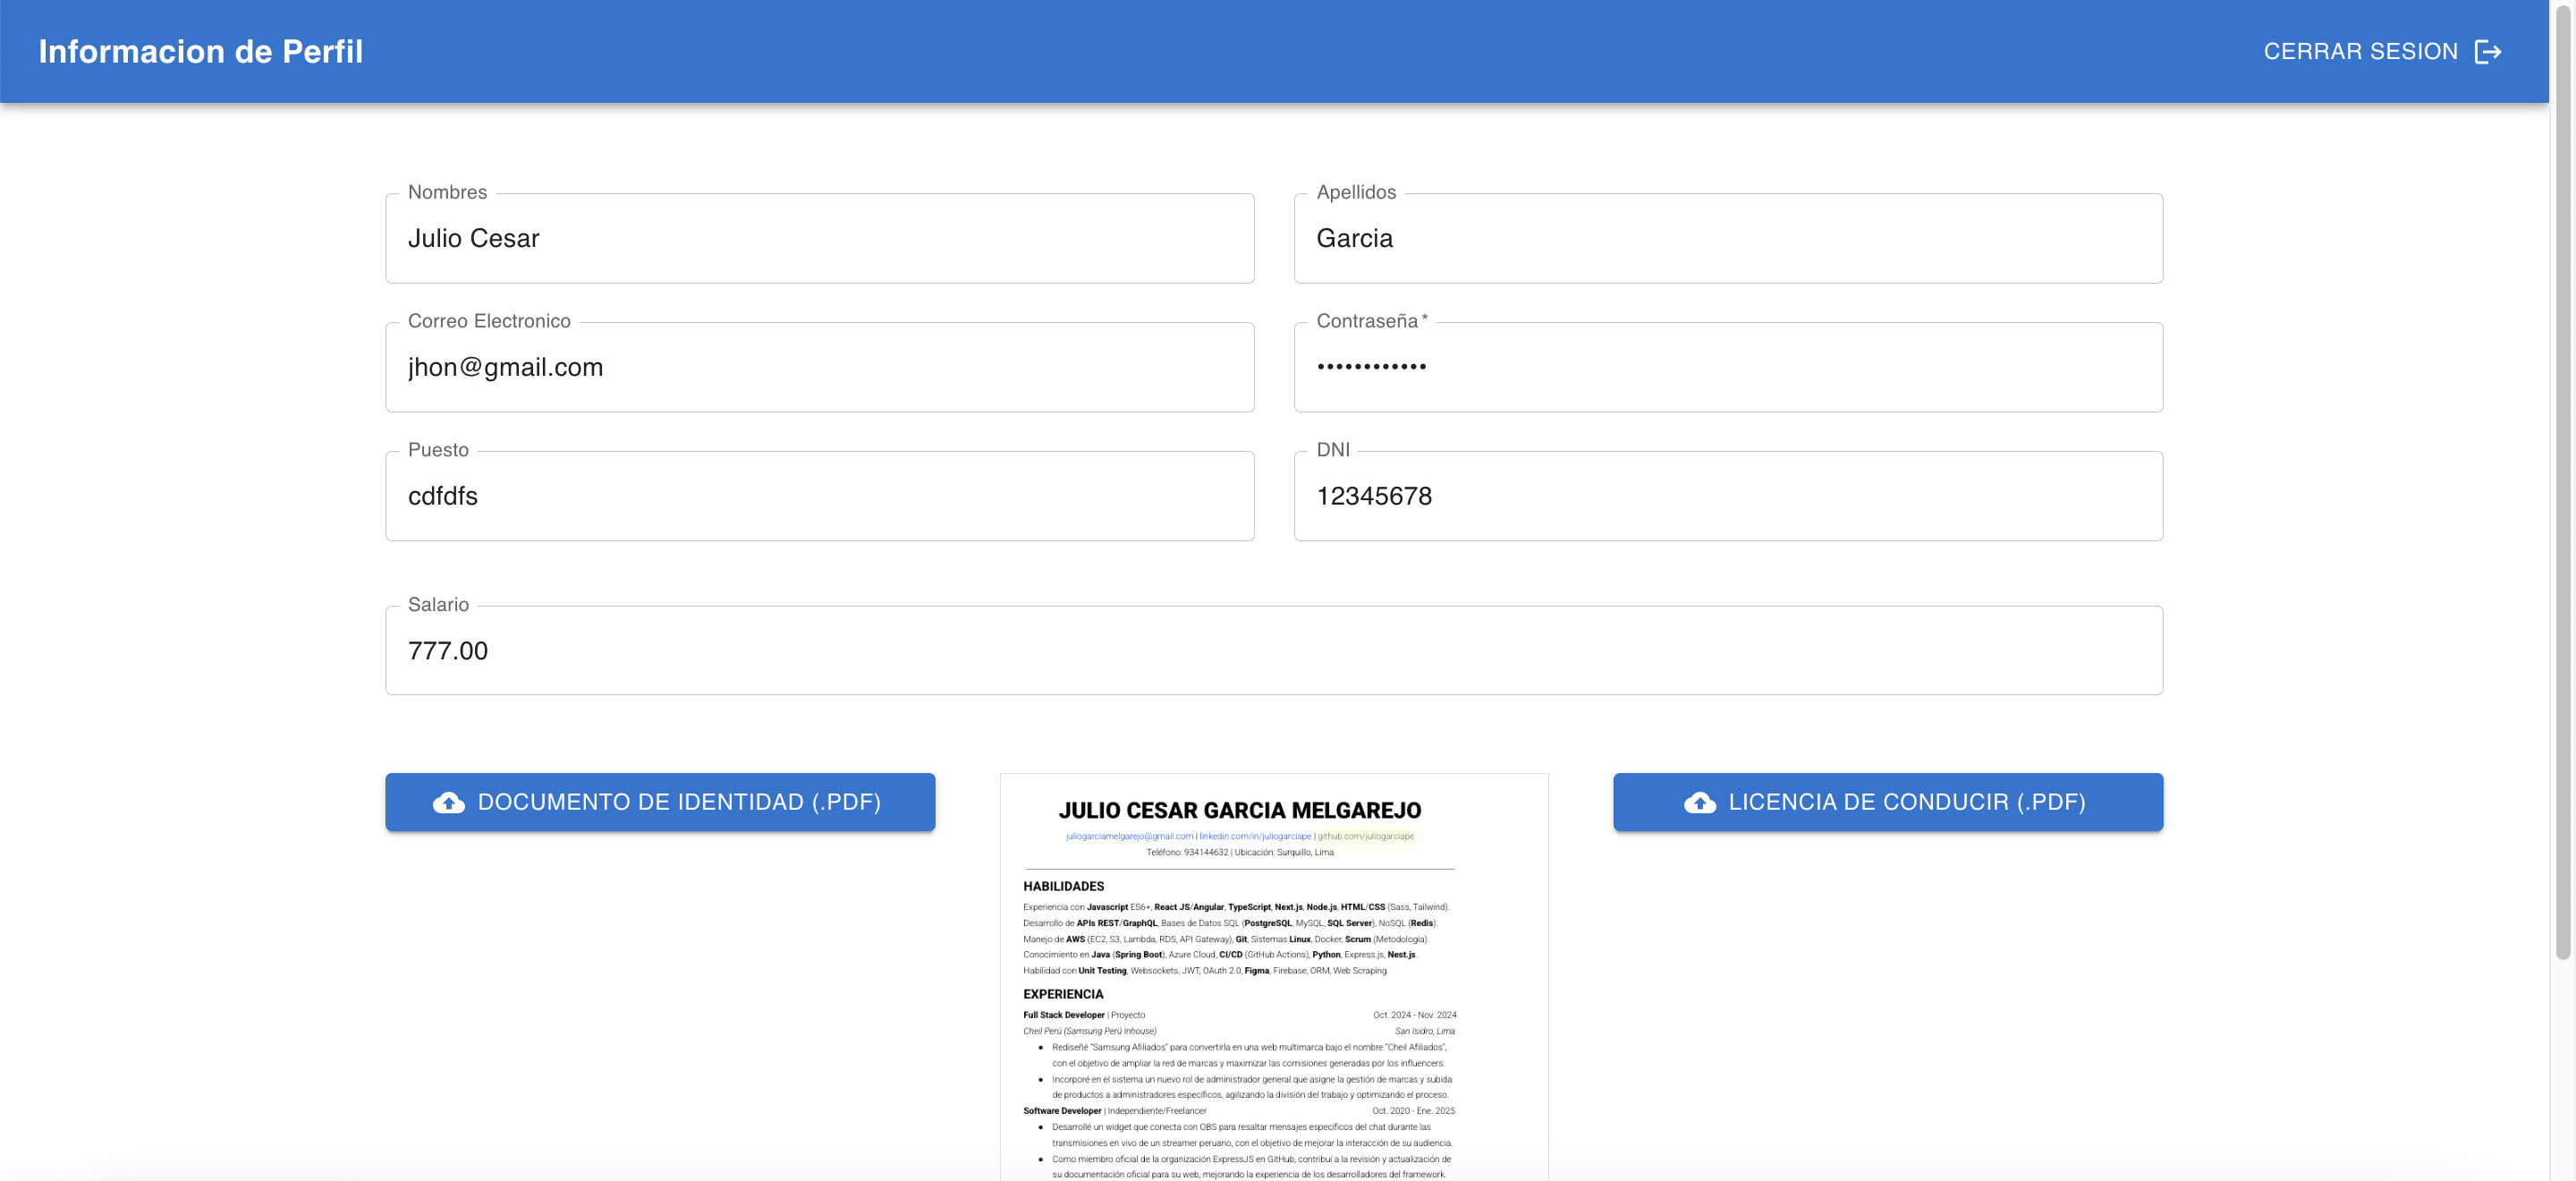 Informacion de Perfil
CERRAR SESION
Nombres
Julio Cesar
Apellidos
Garcia
Correo Electronico
jhon@gmail.com
Contraseña *
••••••••••••
Puesto
cdfdfs
DNI
12345678
Salario
777.00
DOCUMENTO DE IDENTIDAD (.PDF)
JULIO CESAR GARCIA MELGAREJO
juliogarciamelgarejo@gmail.com | linkedin.com/in/juliogarciape | github.com/juliogarciape
Teléfono: 934144632 | Ubicación: Surquillo, Lima
HABILIDADES
Experiencia con Javascript ES6+, React JS/Angular, TypeScript, Next.js, Node.js, HTML/CSS (Sass, Tailwind).
Desarrollo de APIs REST/GraphQL, Bases de Datos SQL (PostgreSQL, MySQL, SQL Server), NoSQL (Redis).
Manejo de AWS (EC2, S3, Lambda, RDS, API Gateway), Git, Sistemas Linux, Docker, Scrum (Metodología).
Conocimiento en Java (Spring Boot), Azure Cloud, CI/CD (GitHub Actions), Python, Express.js, Nest.js.
Habilidad con Unit Testing, Websockets, JWT, OAuth 2.0, Figma, Firebase, ORM, Web Scraping.
EXPERIENCIA
Full Stack Developer | Proyecto Oct. 2024 - Nov. 2024
Cheil Perú (Samsung Perú Inhouse) San Isidro, Lima
● Rediseñé “Samsung Afiliados” para convertirla en una web multimarca bajo el nombre “Cheil Afiliados”,
con el objetivo de ampliar la red de marcas y maximizar las comisiones generadas por los influencers.
● Incorporé en el sistema un nuevo rol de administrador general que asigne la gestión de marcas y subida
de productos a administradores específicos, agilizando la división del trabajo y optimizando el proceso.
Software Developer | Independiente/Freelancer Oct. 2020 - Ene. 2025
● Desarrollé un widget que conecta con OBS para resaltar mensajes específicos del chat durante las
transmisiones en vivo de un streamer peruano, con el objetivo de mejorar la interacción de su audiencia.
● Como miembro oficial de la organización ExpressJS en GitHub, contribuí a la revisión y actualización de
su documentación oficial para su web, mejorando la experiencia de los desarrolladores del framework.
LICENCIA DE CONDUCIR (.PDF)